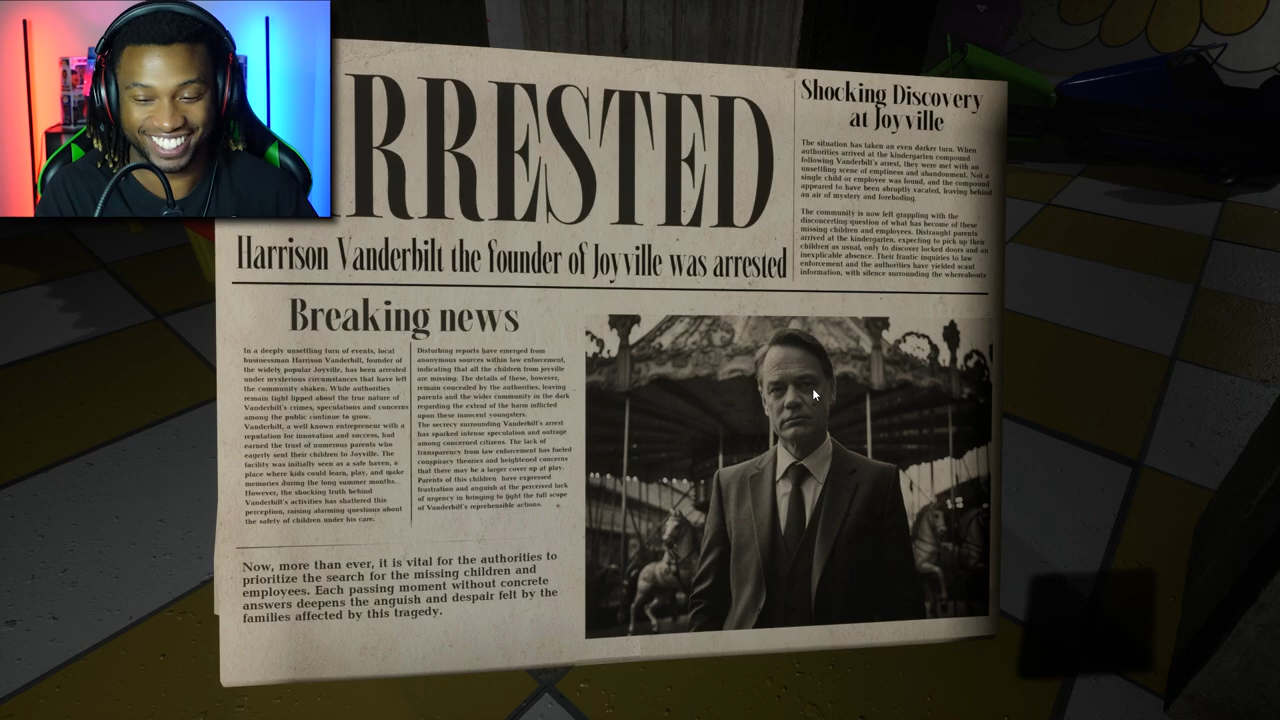 RRESTED
Harrison Vanderbilt the founder of Joyville was arrested
Breaking news
In a deeply unsettling turn of events, local
businessman Harrison Vanderbilt, founder of
the widely popular Joyville, has been arrested
under mysterious circumstances that have left
the community shaken. While authorities
remain tight lipped about the true nature of
Vanderbilt's crimes, speculations and concerns
among the public continue to grow.
Vanderbilt, a well known entrepreneur with a
reputation for innovation and success, had
earned the trust of numerous parents who
eagerly sent their children to Joyville. The
facility was initially seen as a safe haven, a
place where kids could learn, play, and make
memories during the long summer months.
However, the shocking truth behind
Vanderbilt's activities has shattered this
perception, raising alarming questions about
the safety of children under his care.
Disturbing reports have emerged from
anonymous sources within law enforcement,
indicating that all the children from joyville
are missing. The details of these, however,
remain concealed by the authorities, leaving
parents and the wider community in the dark
regarding the extent of the harm inflicted
upon these innocent youngsters.
The secrecy surrounding Vanderbilt's arrest
has sparked intense speculation and outrage
among concerned citizens. The lack of
transparency from law enforcement has fueled
conspiracy theories and heightened concerns
that there may be a larger cover up at play.
Parents of this children have expressed
frustration and anguish at the perceived lack
of urgency in bringing to light the full scope
of Vanderbilt's reprehensible actions.
Now, more than ever, it is vital for the authorities to
prioritize the search for the missing children and
employees. Each passing moment without concrete
answers deepens the anguish and despair felt by the
families affected by this tragedy.
Shocking Discovery
at Joyville
The situation has taken an even darker turn. When
authorities arrived at the kindergarten compound
following Vanderbilt's arrest, they were met with an
unsettling scene of emptiness and abandonment. Not a
single child or employee was found, and the compound
appeared to have been abruptly vacated, leaving behind
an air of mystery and foreboding.
The community is now left grappling with the
disconcerting question of what has become of these
missing children and employees. Distraught parents
arrived at the kindergarten, expecting to pick up their
children as usual, only to discover locked doors and an
inexplicable absence. Their frantic inquiries to law
enforcement and the authorities have yielded scant
information, with silence surrounding the whereabouts